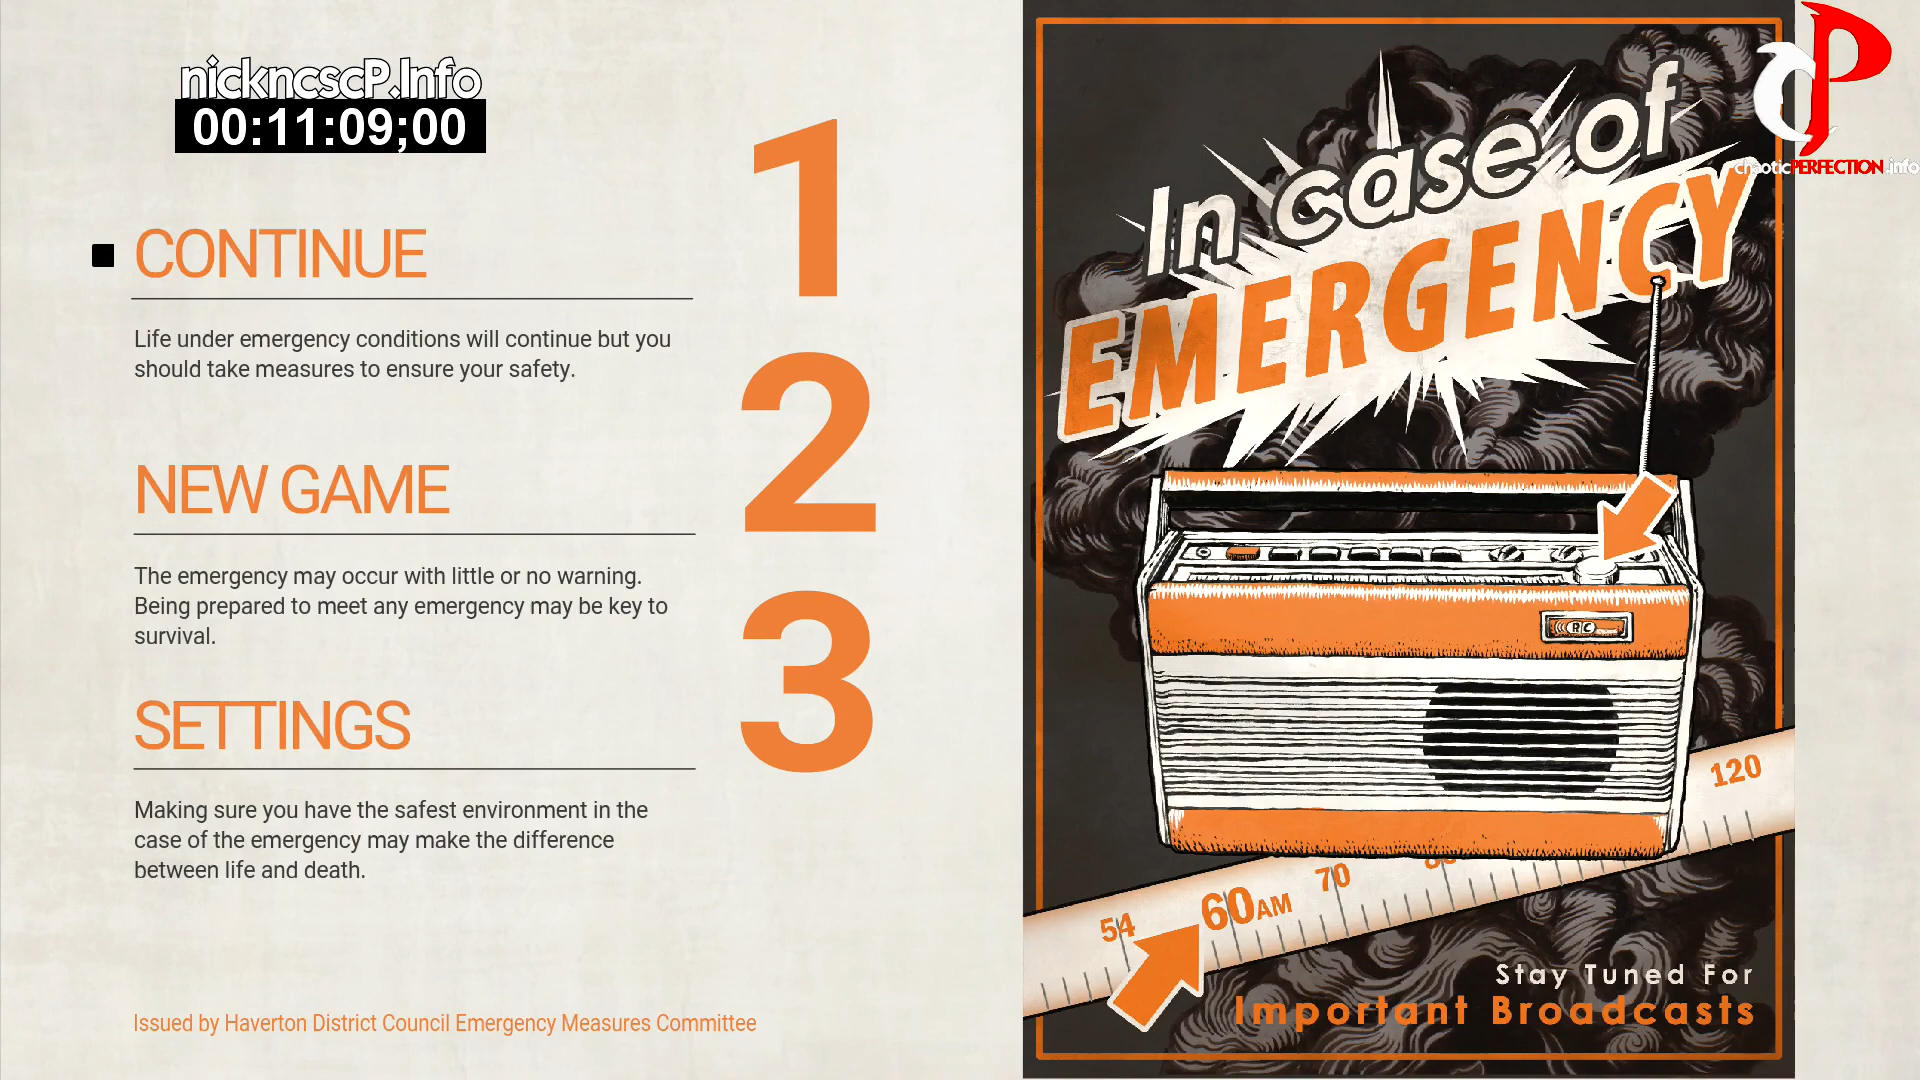 nickncscP.Info
00:11:09;00
CONTINUE
1
Life under emergency conditions will continue but you
should take measures to ensure your safety.
NEW GAME
2
The emergency may occur with little or no warning.
Being prepared to meet any emergency may be key to
survival.
SETTINGS
3
Making sure you have the safest environment in the
case of the emergency may make the difference
between life and death.
Issued by Haverton District Council Emergency Measures Committee
In case of
EMERGENCY
chaoticPERFECTION.info
RC
120
70
60AM
54
Stay Tuned For
Important Broadcasts